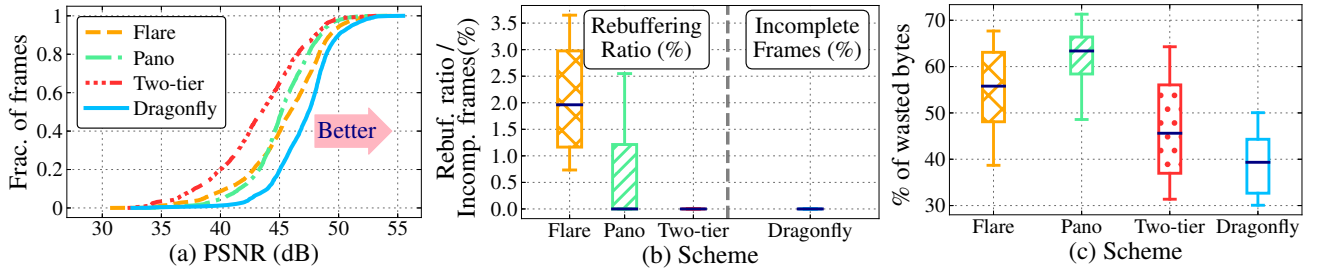 Frac. of frames
1
0.8
0.6
0.4
0.2
0
Flare
Pano
Two-tier
Dragonfly
Better
30 35 40 45 50 55
(a) PSNR (dB)
Rebuf. ratio /
Incomp. frames(%)
3.5
3.0
2.5
2.0
1.5
1.0
0.5
0.0
Rebuffering
Ratio (%)
Incomplete
Frames (%)
Flare Pano Two-tier Dragonfly
(b) Scheme
% of wasted bytes
70
60
50
40
30
Flare Pano Two-tier Dragonfly
(c) Scheme